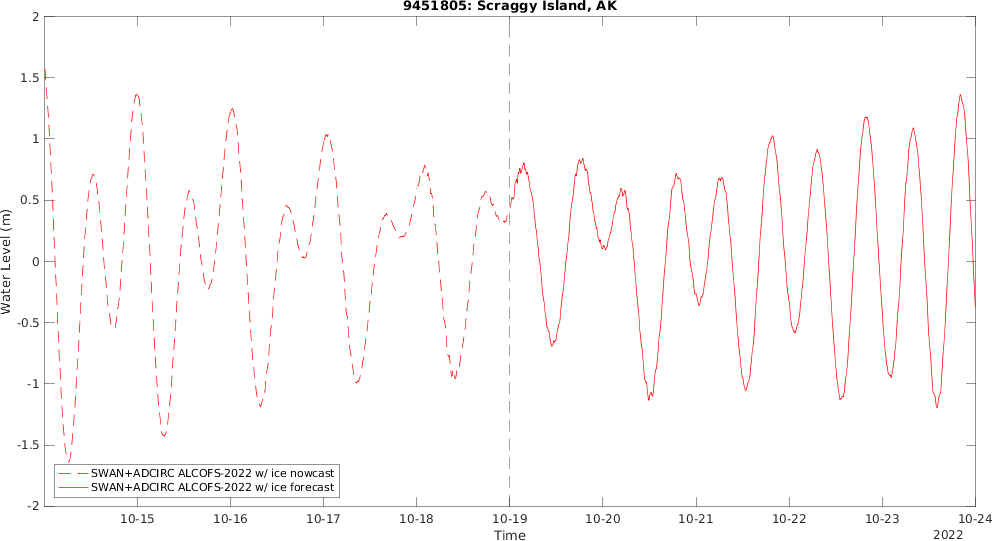 9451805: Scraggy Island, AK
2
1.5
1
0.5
0
-0.5
-1
-1.5
-2
Water Level (m)
SWAN+ADCIRC ALCOFS-2022 w/ ice nowcast
SWAN+ADCIRC ALCOFS-2022 w/ ice forecast
10-15 10-16 10-17 10-18 10-19 10-20 10-21 10-22 10-23 10-24
Time
2022